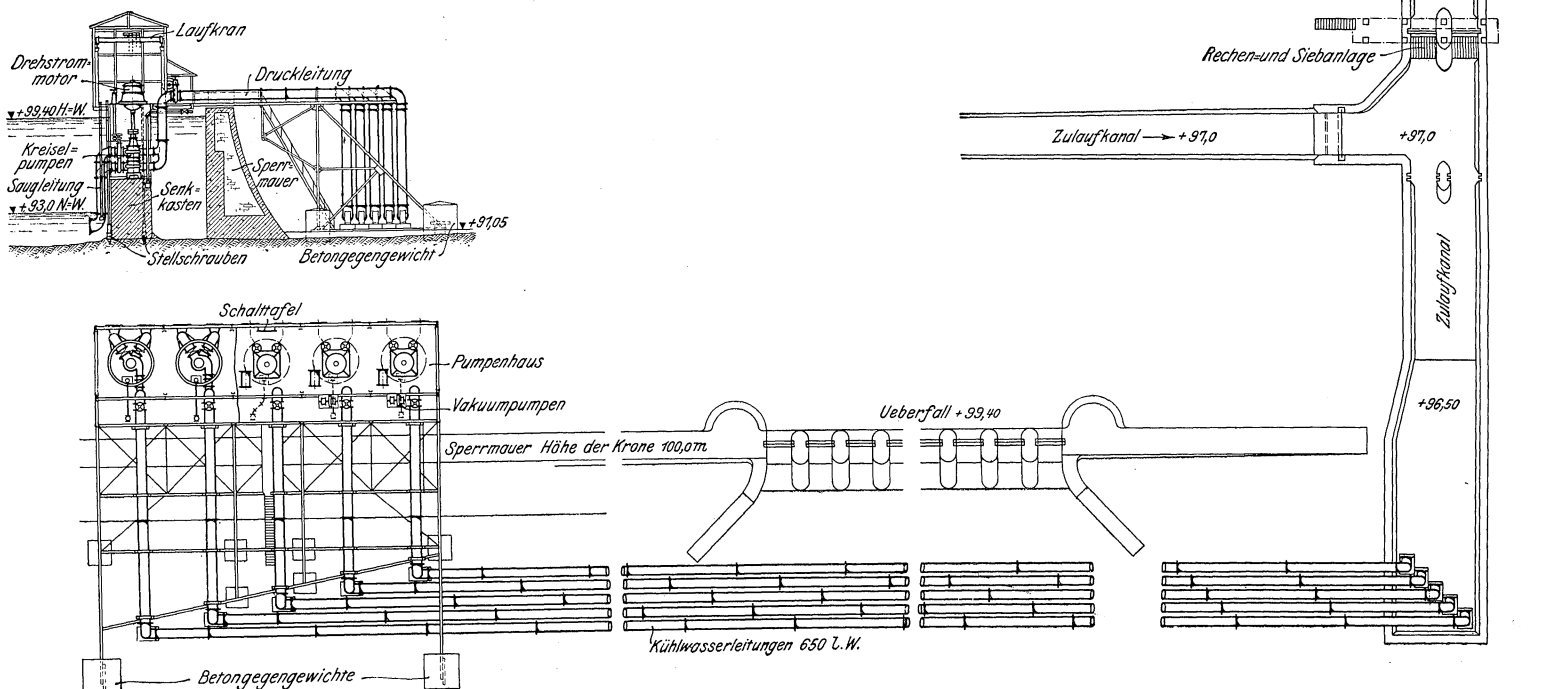 Laufkran
Drehstrom=
motor
Druckleitung
+99,40 H=W.
Kreisel=
pumpen
Sperr=
mauer
Saugleitung
Senk=
kasten
+93,0 N=W.
+97,05
Stellschrauben
Betongegengewicht
Rechen=und Siebanlage
Zulaufkanal → +97,0
+97,0
Zulaufkanal
+96,50
Schalttafel
Pumpenhaus
Vakuumpumpen
Ueberfall +99,40
Sperrmauer Höhe der Krone 100,0m
Kühlwasserleitungen 650 l.W.
Betongegengewichte